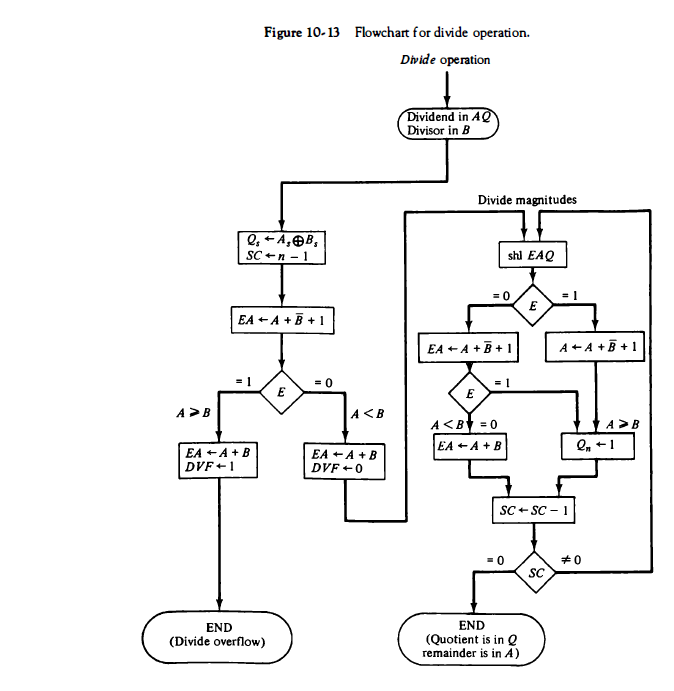 Figure 10-13 Flowchart for divide operation.
Divide operation
Dividend in AQ
Divisor in B
Divide magnitudes
Qₛ ← Aₛ ⊕ Bₛ
SC ← n − 1
shl EAQ
= 0
E
= 1
EA ← A + B̅ + 1
EA ← A + B̅ + 1
A ← A + B̅ + 1
= 1
E
= 0
E
= 1
A ⩾ B
A < B
A < B
= 0
A ⩾ B
EA ← A + B
DVF ← 1
EA ← A + B
DVF ← 0
EA ← A + B
Qₙ ← 1
SC ← SC − 1
= 0
SC
≠ 0
END
(Divide overflow)
END
(Quotient is in Q
remainder is in A)